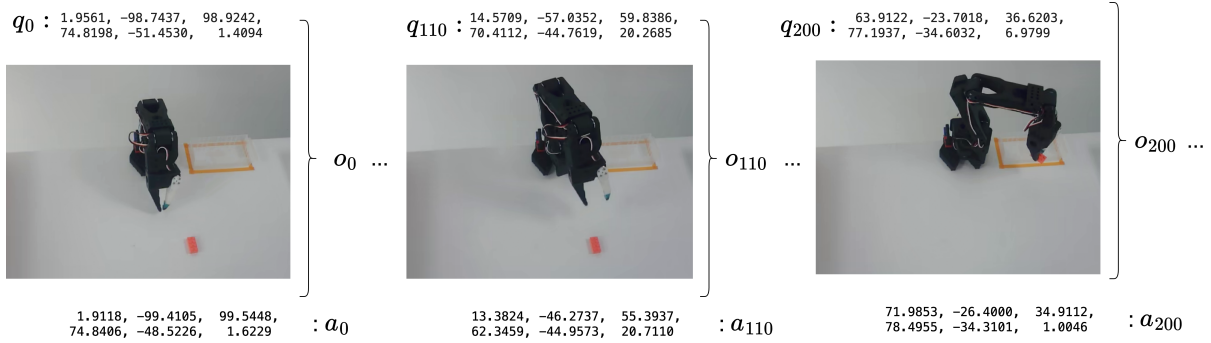 q0 : 1.9561, -98.7437, 98.9242,
74.8198, -51.4530, 1.4094
q110 : 14.5709, -57.0352, 59.8386,
70.4112, -44.7619, 20.2685
q200 : 63.9122, -23.7018, 36.6203,
77.1937, -34.6032, 6.9799
o0 ... o110 ... o200 ...
1.9118, -99.4105, 99.5448,
74.8406, -48.5226, 1.6229 : a0
13.3824, -46.2737, 55.3937,
62.3459, -44.9573, 20.7110 : a110
71.9853, -26.4000, 34.9112,
78.4955, -34.3101, 1.0046 : a200